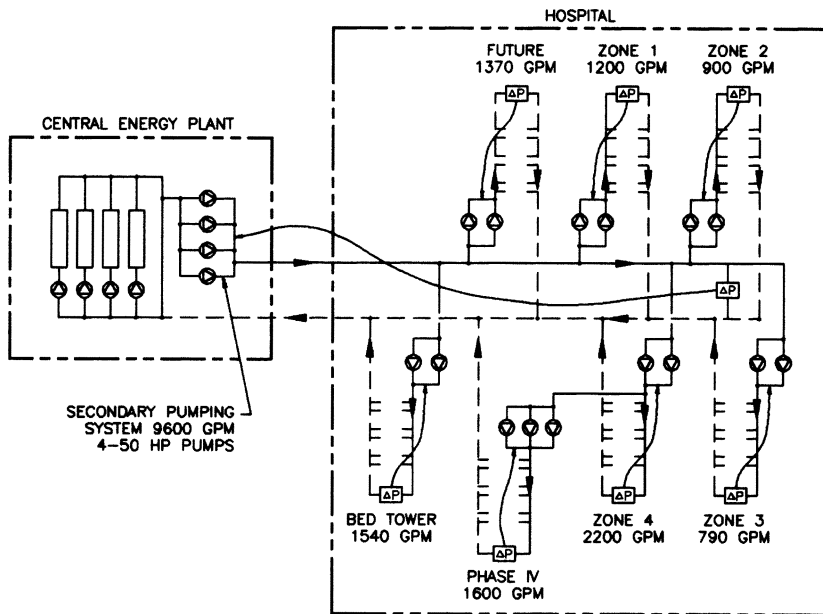 HOSPITAL
FUTURE
1370 GPM
ZONE 1
1200 GPM
ZONE 2
900 GPM
ΔP
ΔP
ΔP
CENTRAL ENERGY PLANT
ΔP
SECONDARY PUMPING
SYSTEM 9600 GPM
4-50 HP PUMPS
ΔP
BED TOWER
1540 GPM
ΔP
PHASE IV
1600 GPM
ΔP
ZONE 4
2200 GPM
ΔP
ZONE 3
790 GPM